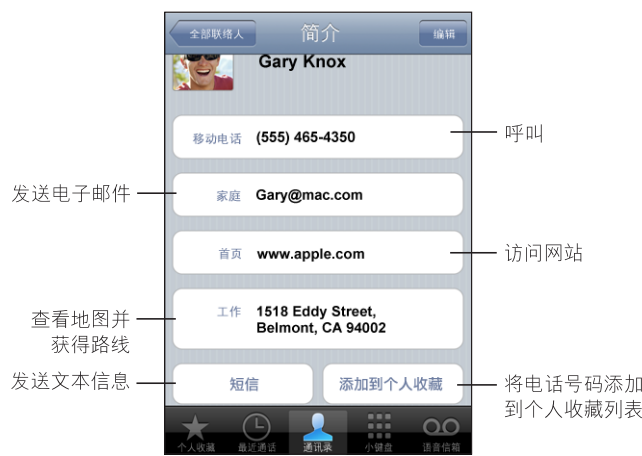 全部联络人 简介 编辑
Gary Knox
移动电话 (555) 465-4350
呼叫
发送电子邮件
家庭 Gary@mac.com
首页 www.apple.com
访问网站
查看地图并
获得路线
工作 1518 Eddy Street,
Belmont, CA 94002
发送文本信息
短信 添加到个人收藏
将电话号码添加
到个人收藏列表
个人收藏 最近通话 通讯录 小键盘 语音信箱